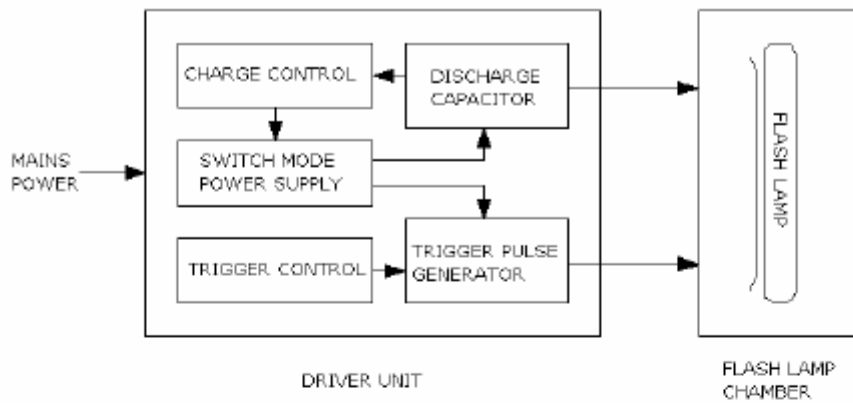 CHARGE CONTROL
DISCHARGE
CAPACITOR
MAINS
POWER
SWITCH MODE
POWER SUPPLY
TRIGGER CONTROL
TRIGGER PULSE
GENERATOR
FLASH LAMP
DRIVER UNIT
FLASH LAMP
CHAMBER